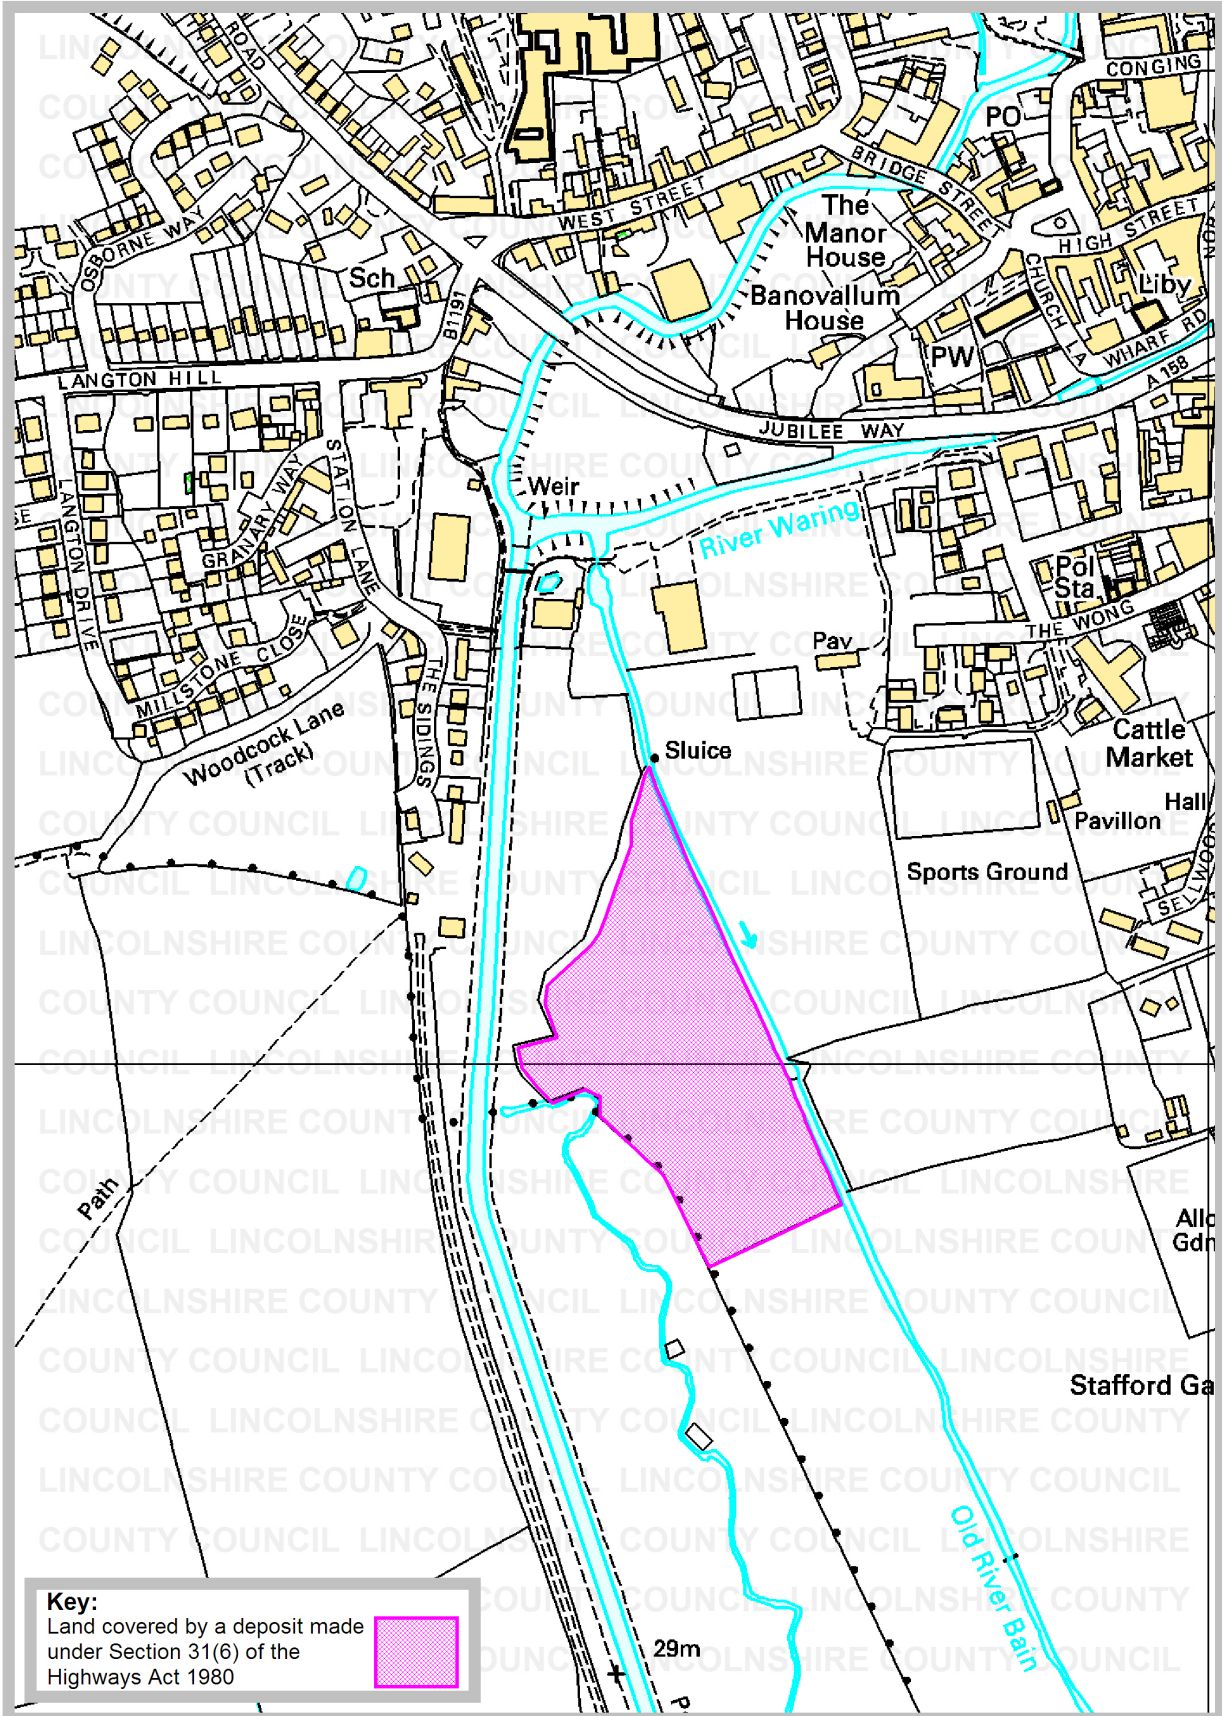 ROAD
CONGING
PO
BRIDGE STREET
WEST STREET
The
Manor
House
HIGH STREET
OSBORNE WAY
Sch
B1191
Banovallum
House
CHURCH LA
Liby
WHARF RD
A 158
PW
LANGTON HILL
JUBILEE WAY
STATION LANE
GRANARY WAY
LANGTON DRIVE
Weir
River Waring
Pol
Sta
THE WONG
Pav
MILLSTONE CLOSE
THE SIDINGS
Woodcock Lane
(Track)
Sluice
Cattle
Market
Hall
Pavilion
Sports Ground
SELLWOOD
Path
Allo
Gdn
Stafford Ga
Old River Bain
29m
Key:
Land covered by a deposit made
under Section 31(6) of the
Highways Act 1980
LINCOLNSHIRE COUNTY COUNCIL